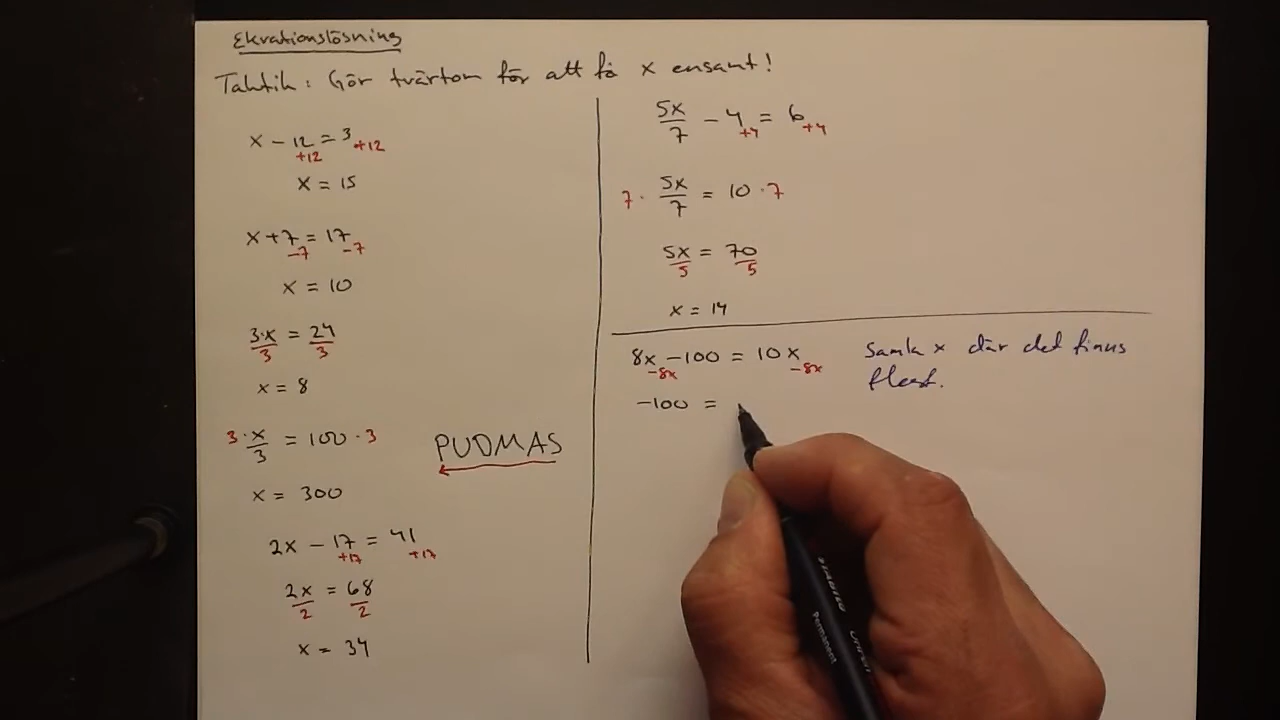 Ekvationslösning
Taktik: Gör tvärtom för att få x ensamt!
x - 12 = 3
+12 +12
x = 15
x + 7 = 17
-7 -7
x = 10
3·x = 24
3 3
x = 8
3 · x/3 = 100 · 3
x = 300
PUDMAS
2x - 17 = 41
+17 +17
2x = 68
2 2
x = 34
5x/7 - 4 = 6
+4 +4
7 · 5x/7 = 10 · 7
5x = 70
5 5
x = 14
8x - 100 = 10x
-8x -8x
-100 =
Samla x där det finns
flest.
STAEDTLER
Permanent